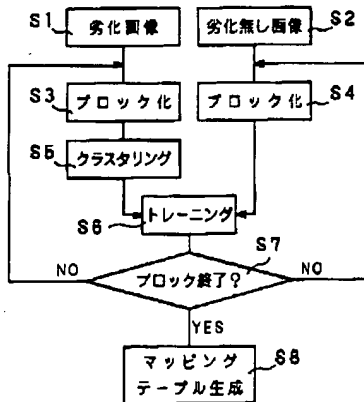 S1
劣化画像
劣化無し画像
S2
S3
ブロック化
ブロック化
S4
S5
クラスタリング
トレーニング
S6
S7
NO
ブロック終了?
NO
YES
マッピング
テーブル生成
S8